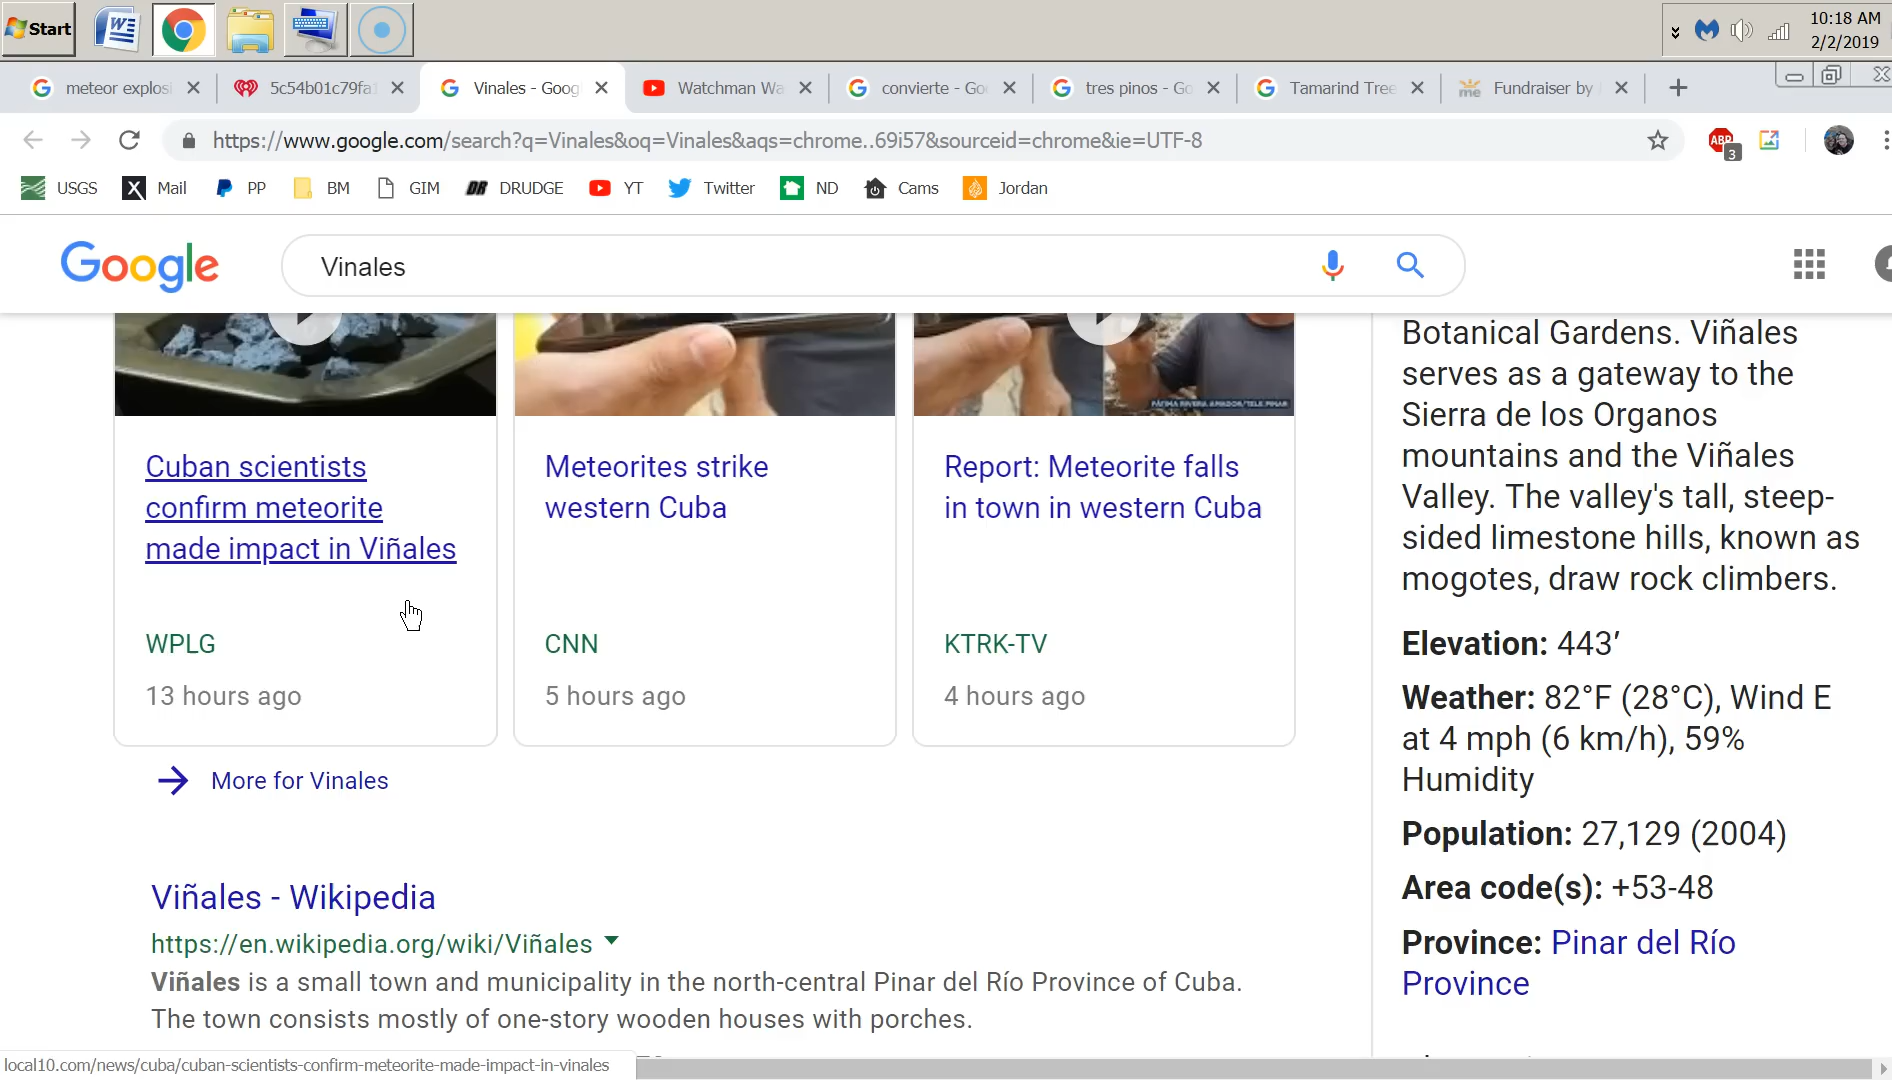 Start
10:18 AM
2/2/2019
meteor explosi
5c54b01c79fa1
Vinales - Goog
Watchman Wa
convierte - Go
tres pinos - Go
Tamarind Tree
Fundraiser by
https://www.google.com/search?q=Vinales&oq=Vinales&aqs=chrome..69i57&sourceid=chrome&ie=UTF-8
ABP
3
USGS
X Mail
PP
BM
GIM
DR DRUDGE
YT
Twitter
ND
Cams
Jordan
Google
Vinales
FÁTIMA RIVERA AMADOR/TELE PINAR
Cuban scientists
confirm meteorite
made impact in Viñales
WPLG
13 hours ago
Meteorites strike
western Cuba
CNN
5 hours ago
Report: Meteorite falls
in town in western Cuba
KTRK-TV
4 hours ago
More for Vinales
Viñales - Wikipedia
https://en.wikipedia.org/wiki/Viñales
Viñales is a small town and municipality in the north-central Pinar del Río Province of Cuba.
The town consists mostly of one-story wooden houses with porches.
Botanical Gardens. Viñales
serves as a gateway to the
Sierra de los Organos
mountains and the Viñales
Valley. The valley's tall, steep-
sided limestone hills, known as
mogotes, draw rock climbers.
Elevation: 443′
Weather: 82°F (28°C), Wind E
at 4 mph (6 km/h), 59%
Humidity
Population: 27,129 (2004)
Area code(s): +53-48
Province: Pinar del Río
Province
local10.com/news/cuba/cuban-scientists-confirm-meteorite-made-impact-in-vinales